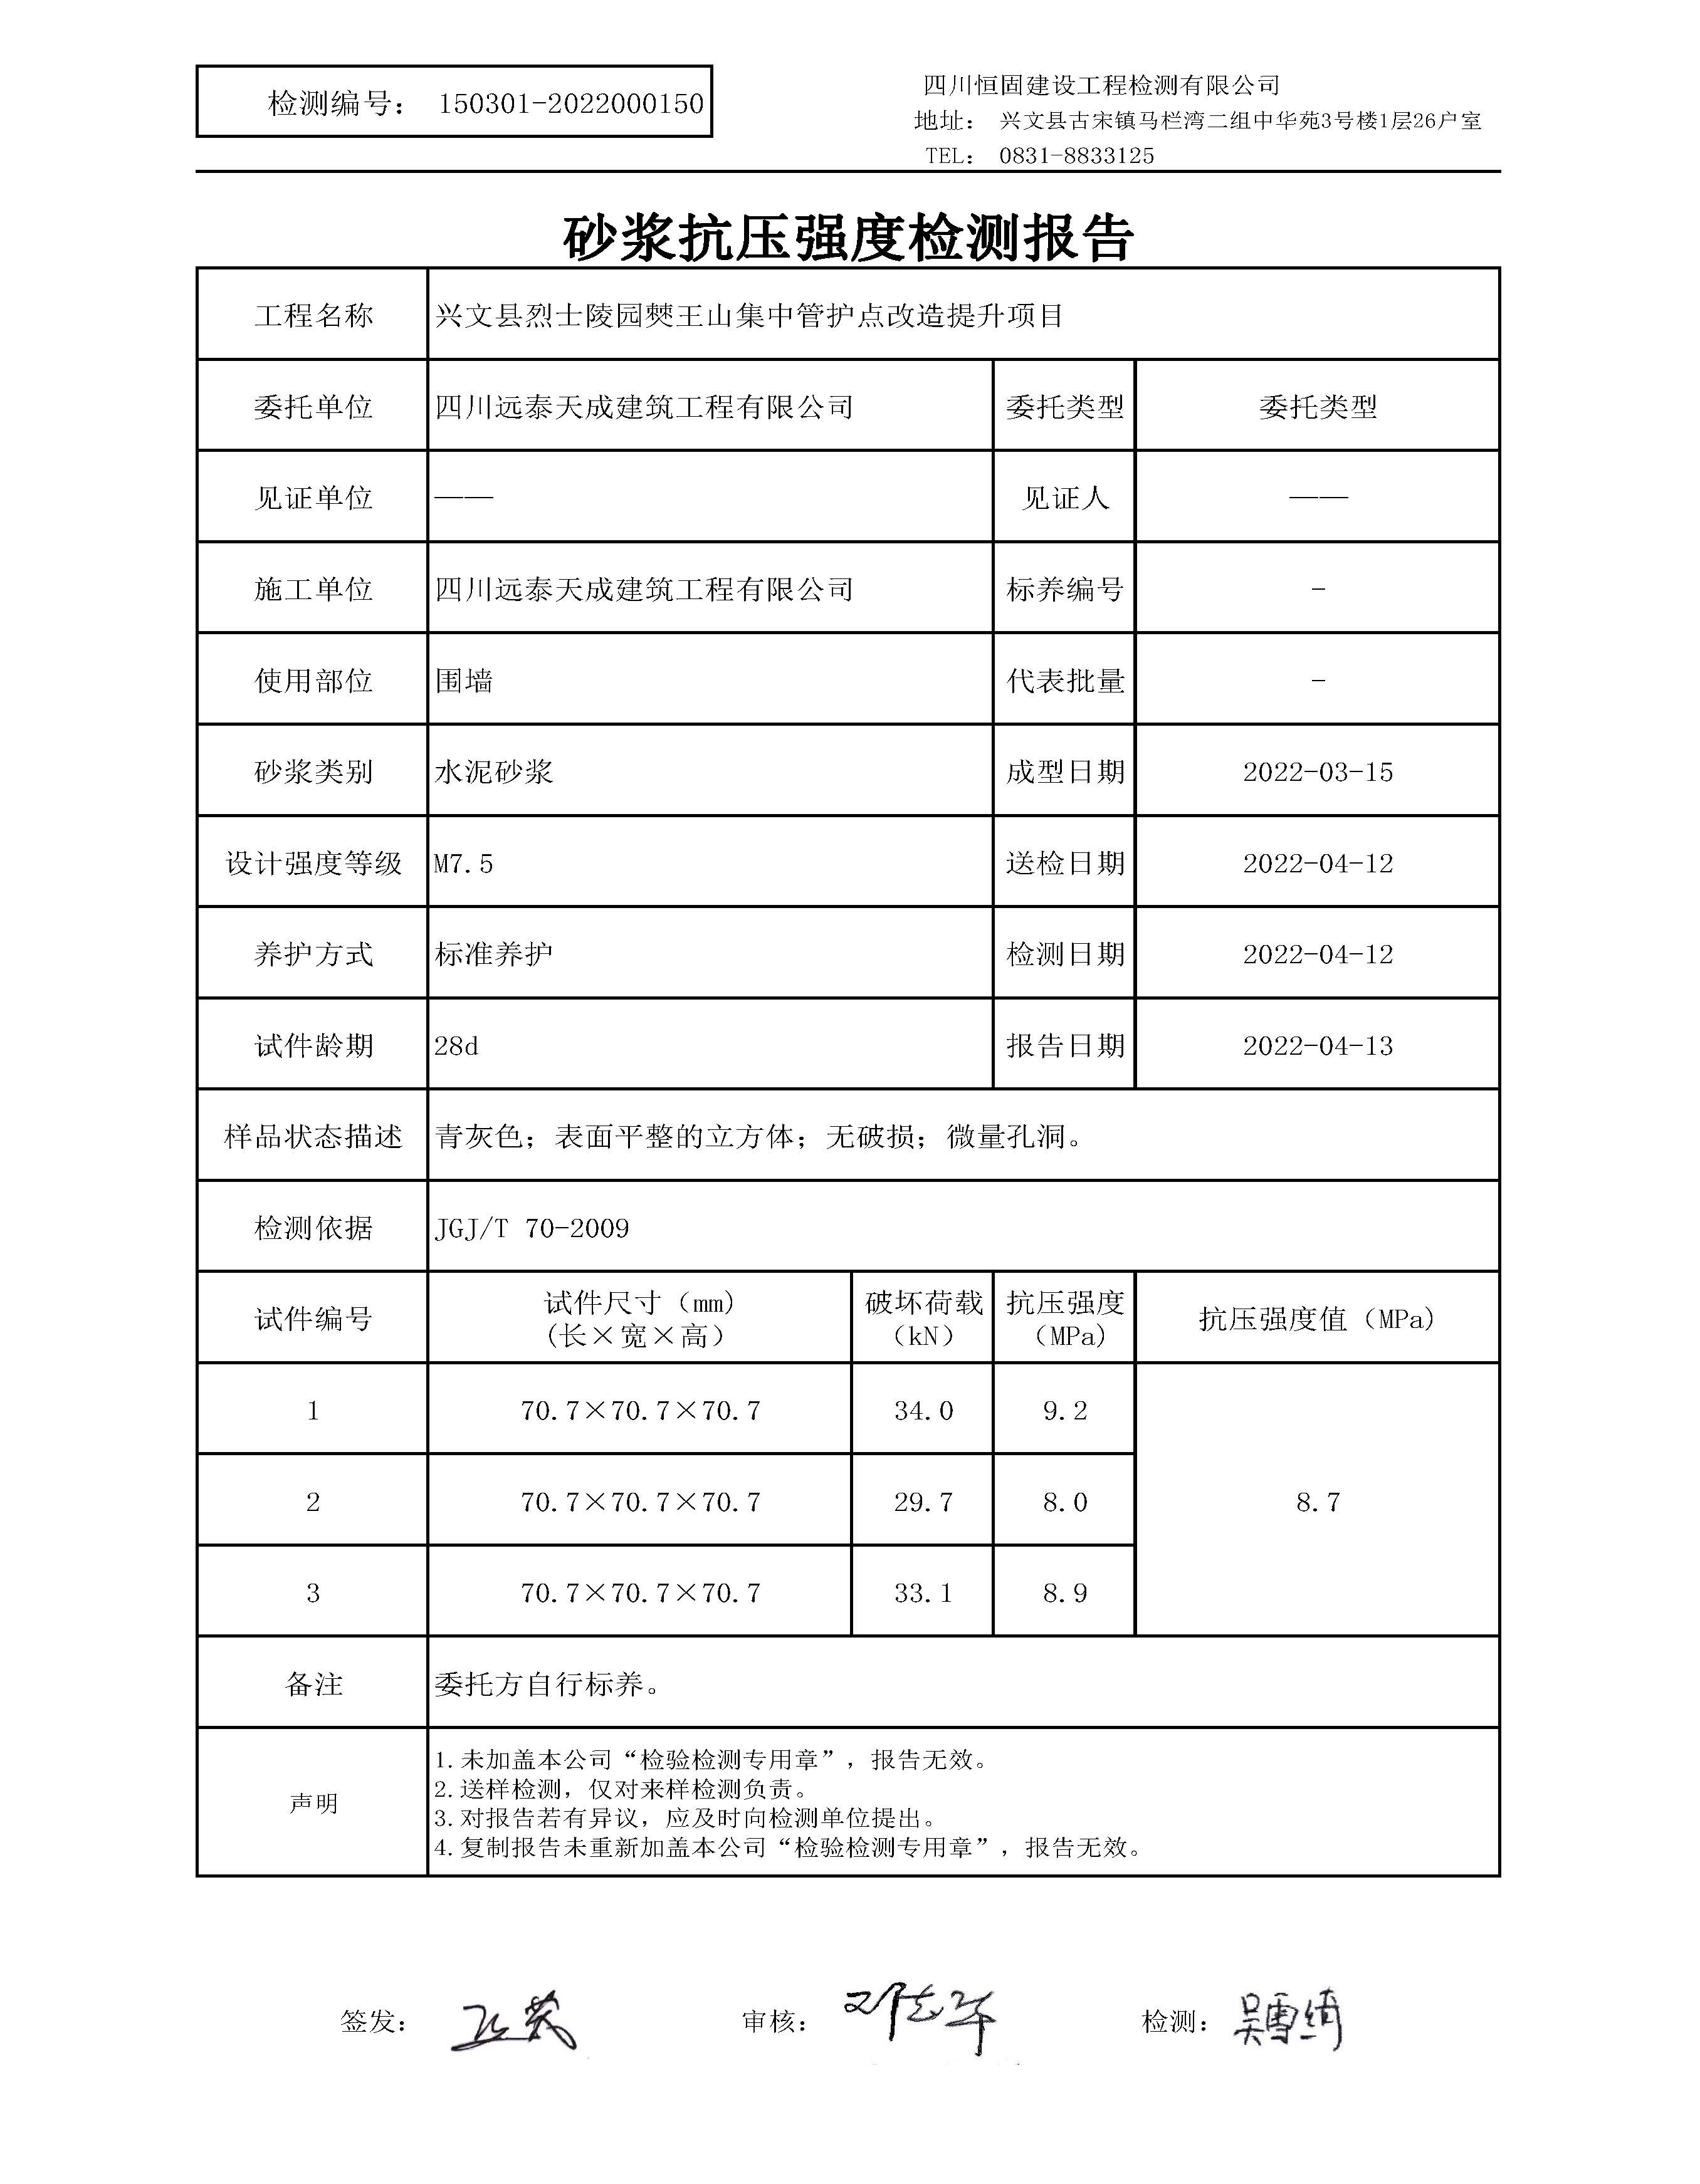 检测编号： 150301-2022000150
四川恒固建设工程检测有限公司
地址： 兴文县古宋镇马栏湾二组中华苑3号楼1层26户室
TEL： 0831-8833125
砂浆抗压强度检测报告
工程名称 兴文县烈士陵园僰王山集中管护点改造提升项目
委托单位 四川远泰天成建筑工程有限公司 委托类型 委托类型
见证单位 —— 见证人 ——
施工单位 四川远泰天成建筑工程有限公司 标养编号 -
使用部位 围墙 代表批量 -
砂浆类别 水泥砂浆 成型日期 2022-03-15
设计强度等级 M7.5 送检日期 2022-04-12
养护方式 标准养护 检测日期 2022-04-12
试件龄期 28d 报告日期 2022-04-13
样品状态描述 青灰色；表面平整的立方体；无破损；微量孔洞。
检测依据 JGJ/T 70-2009
试件编号 试件尺寸（mm） 破坏荷载 抗压强度 抗压强度值（MPa）
(长×宽×高） （kN） （MPa）
1 70.7×70.7×70.7 34.0 9.2
2 70.7×70.7×70.7 29.7 8.0 8.7
3 70.7×70.7×70.7 33.1 8.9
备注 委托方自行标养。
声明
1.未加盖本公司“检验检测专用章”，报告无效。
2.送样检测，仅对来样检测负责。
3.对报告若有异议，应及时向检测单位提出。
4.复制报告未重新加盖本公司“检验检测专用章”，报告无效。
签发： 审核： 检测： 吴雪绮